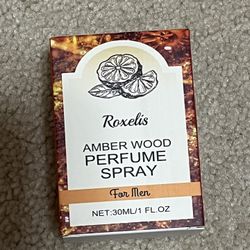 Roxelis
AMBER WOOD
PERFUME
SPRAY
For Men
NET:30ML/1 FL.OZ